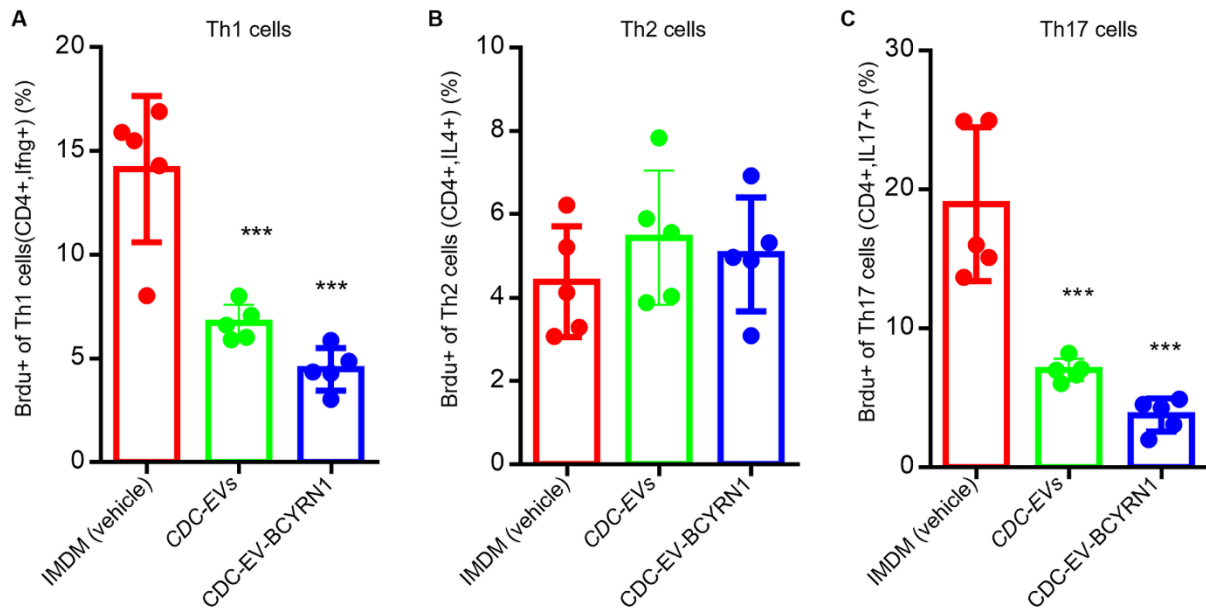 A
Th1 cells
Brdu+ of Th1 cells(CD4+,Ifng+) (%)
20
15
10
5
0
***
***
IMDM (vehicle)
CDC-EVs
CDC-EV-BCYRN1
B
Th2 cells
Brdu+ of Th2 cells (CD4+,IL4+) (%)
10
8
6
4
2
0
IMDM (vehicle)
CDC-EVs
CDC-EV-BCYRN1
C
Th17 cells
Brdu+ of Th17 cells (CD4+,IL17+) (%)
30
20
10
0
***
***
IMDM (vehicle)
CDC-EVs
CDC-EV-BCYRN1